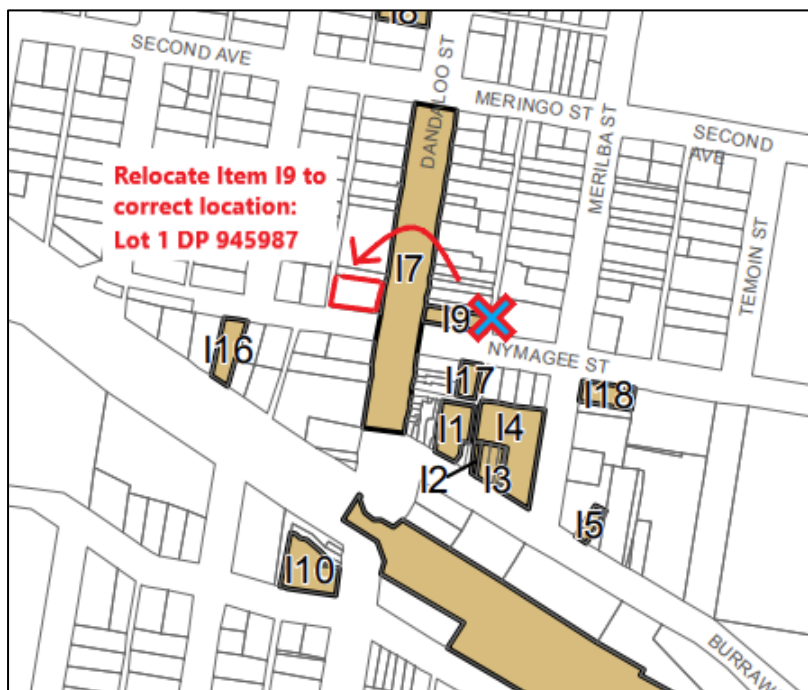 I8
SECOND AVE
DANDALOO ST
MERINGO ST
SECOND
AVE
MERILBA ST
TEMOIN ST
Relocate Item I9 to
correct location:
Lot 1 DP 945987
I7
I9
I16
NYMAGEE ST
I17
I18
I1
I4
I2
I3
I5
I10
BURRAW